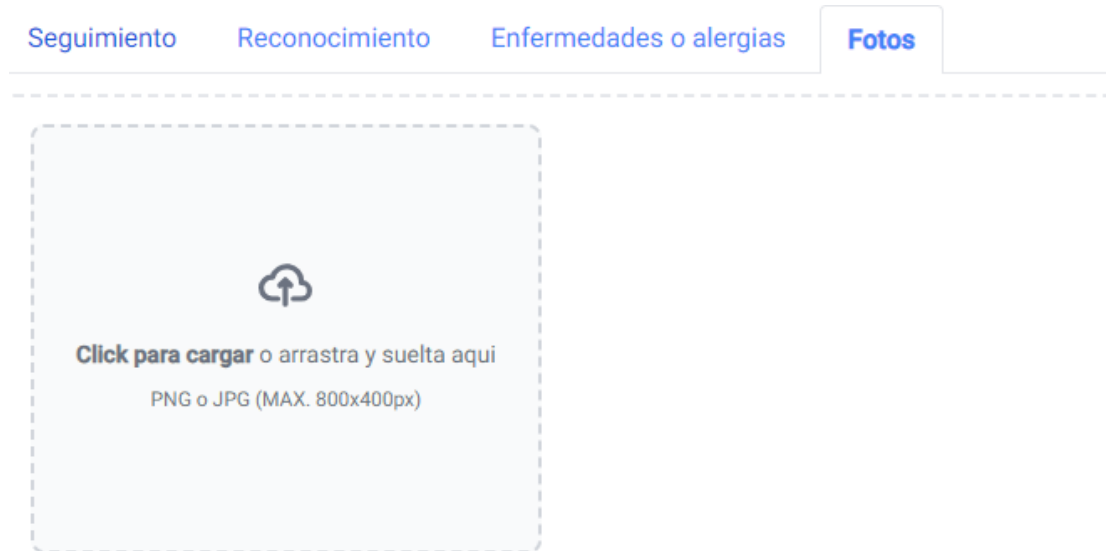 Seguimiento Reconocimiento Enfermedades o alergias Fotos
Click para cargar o arrastra y suelta aqui
PNG o JPG (MAX. 800x400px)